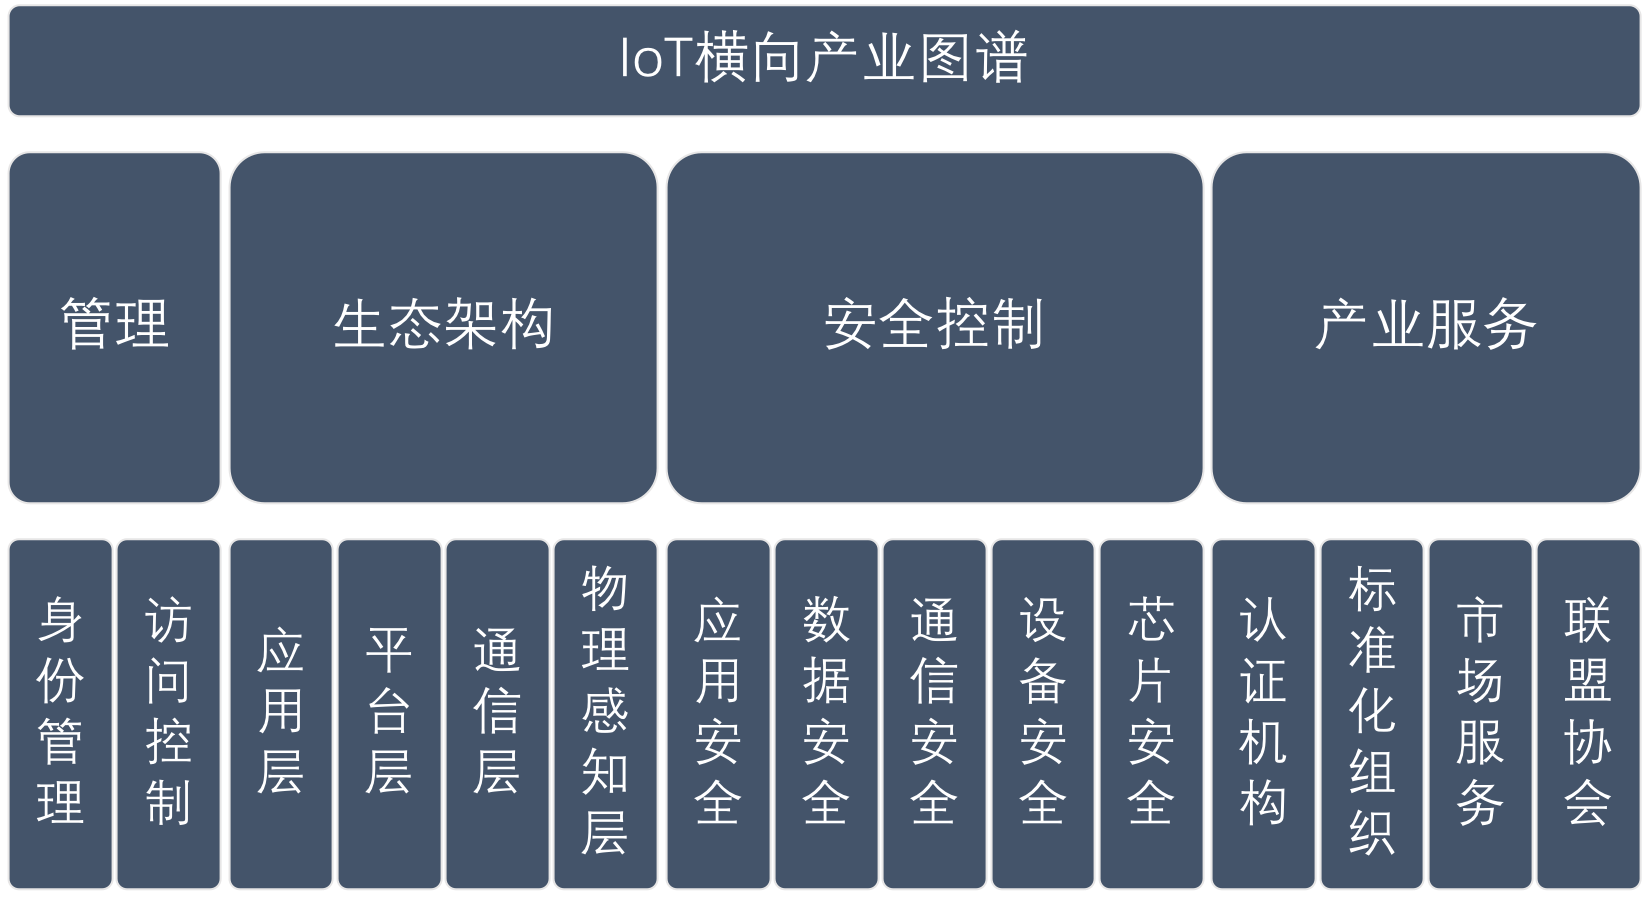 IoT横向产业图谱
管理
生态架构
安全控制
产业服务
身份管理
访问控制
应用层
平台层
通信层
物理感知层
应用安全
数据安全
通信安全
设备安全
芯片安全
认证机构
标准化组织
市场服务
联盟协会